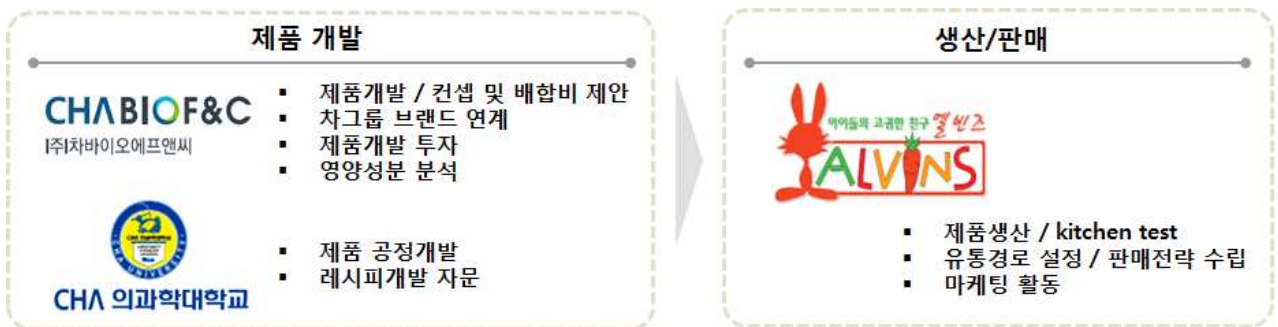 제품 개발
CHABIOF&C
|주|차바이오에프앤씨
▪ 제품개발 / 컨셉 및 배합비 제안
▪ 차그룹 브랜드 연계
▪ 제품개발 투자
▪ 영양성분 분석
CHA 의과학대학교
▪ 제품 공정개발
▪ 레시피개발 자문
생산/판매
아이들의 고귀한 친구 엘빈즈
ALVINS
▪ 제품생산 / kitchen test
▪ 유통경로 설정 / 판매전략 수립
▪ 마케팅 활동